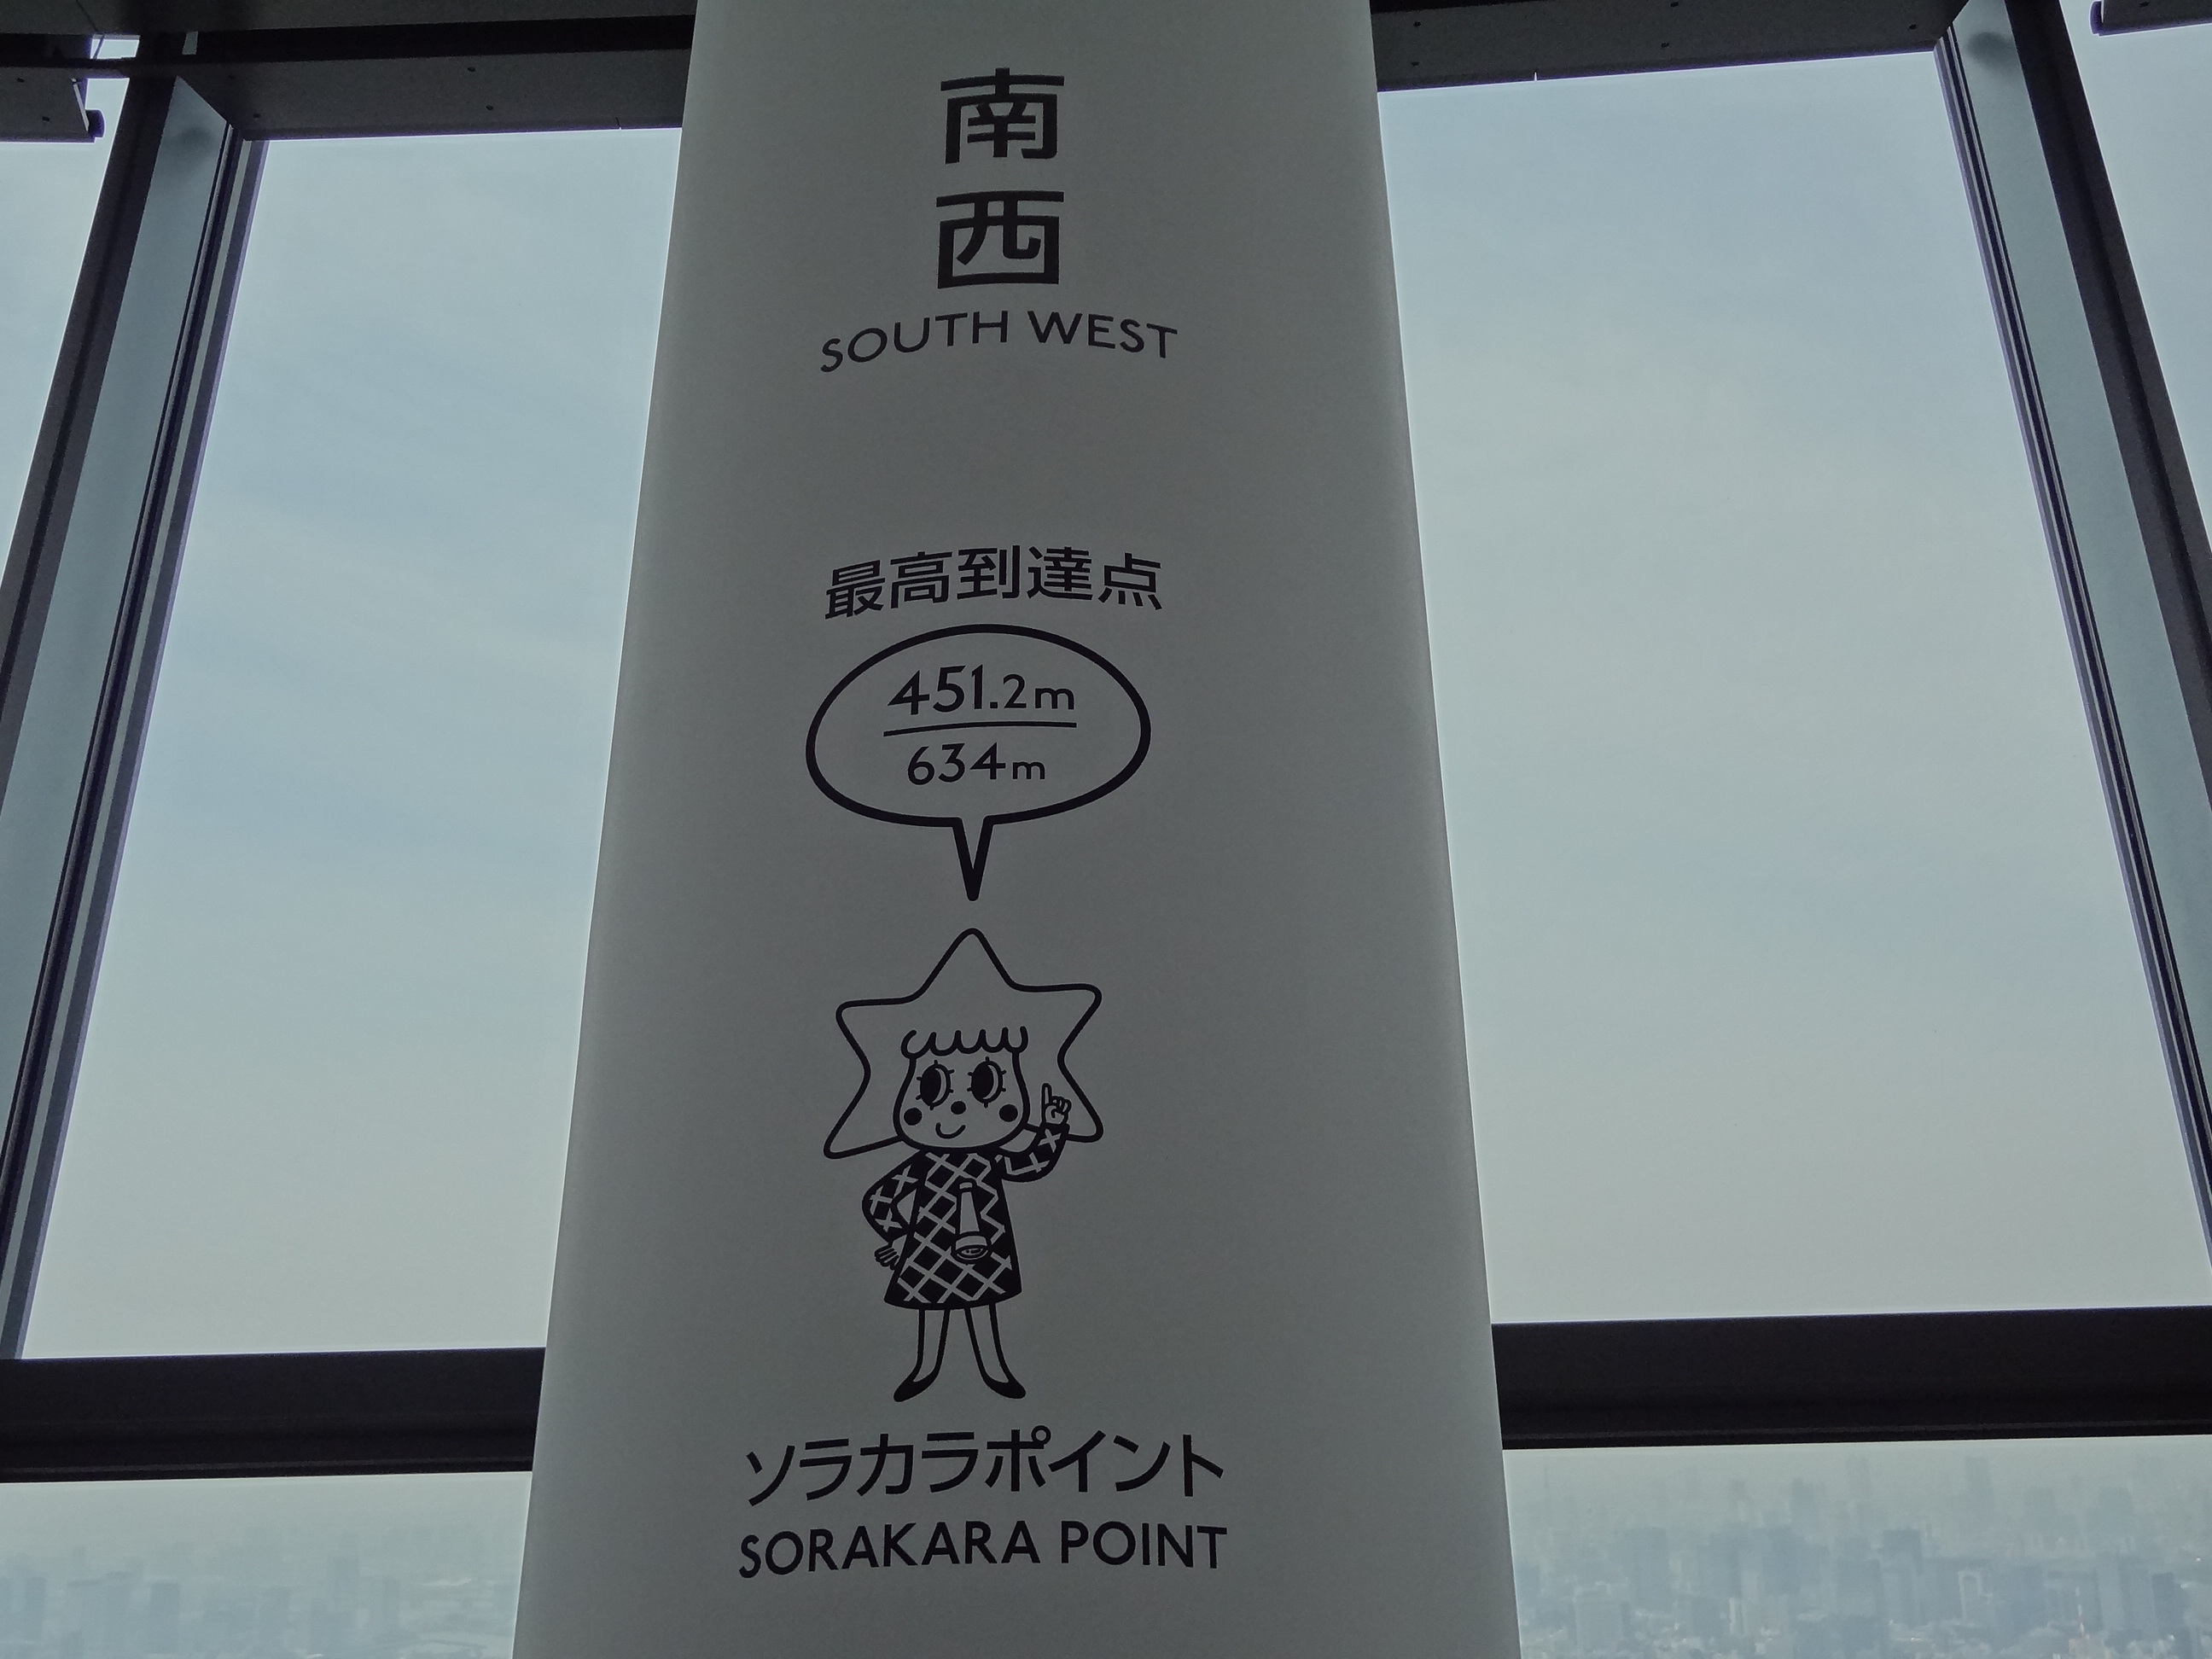 南
西
SOUTH WEST
最高到達点
451.2m
634m
ソラカラポイント
SORAKARA POINT